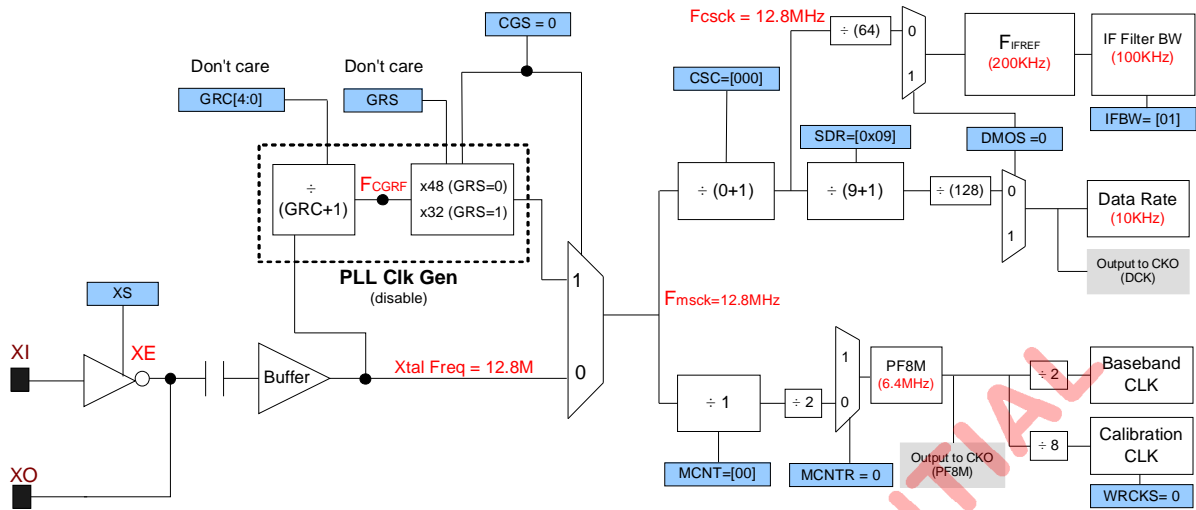 CGS = 0
Fcsck = 12.8MHz
÷ (64)
0
1
FIFREF
(200KHz)
IF Filter BW
(100KHz)
IFBW= [01]
Don't care
GRC[4:0]
Don't care
GRS
CSC=[000]
SDR=[0x09]
DMOS =0
÷
(GRC+1)
FCGRF
x48 (GRS=0)
x32 (GRS=1)
÷ (0+1)
÷ (9+1)
÷ (128)
0
1
Data Rate
(10KHz)
Output to CKO
(DCK)
PLL Clk Gen
(disable)
1
0
Fmsck=12.8MHz
XS
XI
XE
Buffer
Xtal Freq = 12.8M
XO
÷ 1
÷ 2
1
0
PF8M
(6.4MHz)
÷ 2
Baseband
CLK
÷ 8
Calibration
CLK
Output to CKO
(PF8M)
MCNT=[00]
MCNTR = 0
WRCKS= 0
NTIAL